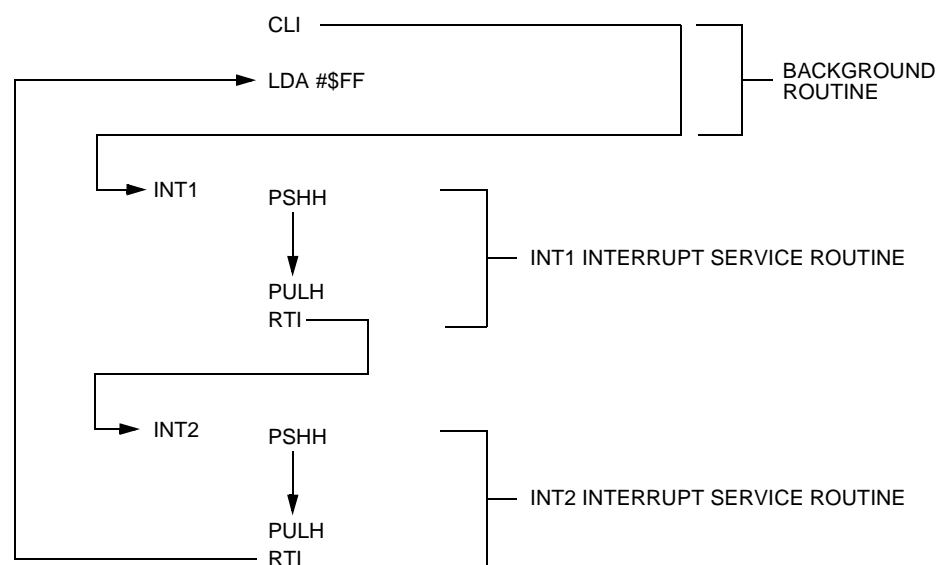 CLI
LDA #$FF
BACKGROUND
ROUTINE
INT1
PSHH
INT1 INTERRUPT SERVICE ROUTINE
PULH
RTI
INT2
PSHH
INT2 INTERRUPT SERVICE ROUTINE
PULH
RTI